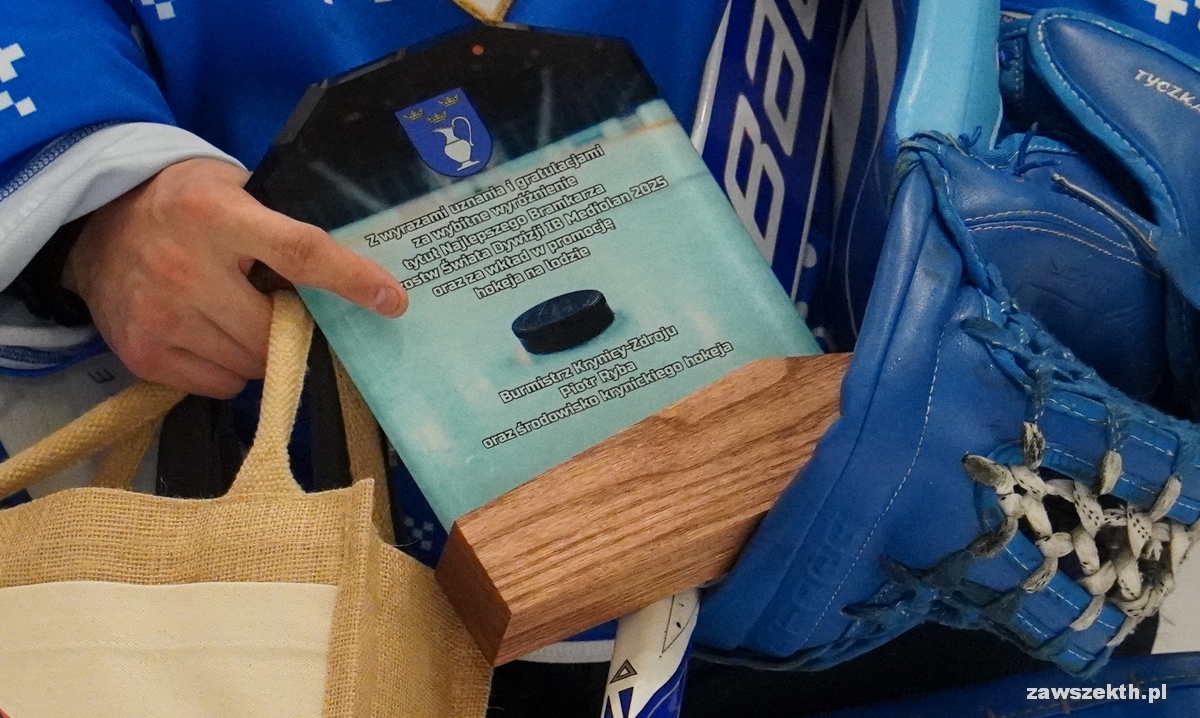 Z wyrazami uznania i gratulacjami
za wybitne wyróżnienie
tytuł Najlepszego Bramkarza
Świata Dywizji IB Mediolan 2025
oraz za wkład w promocję
hokeja na lodzie
Burmistrz Krynicy-Zdroju
Piotr Ryba
oraz środowisko krynickiego hokeja
zawszekth.pl